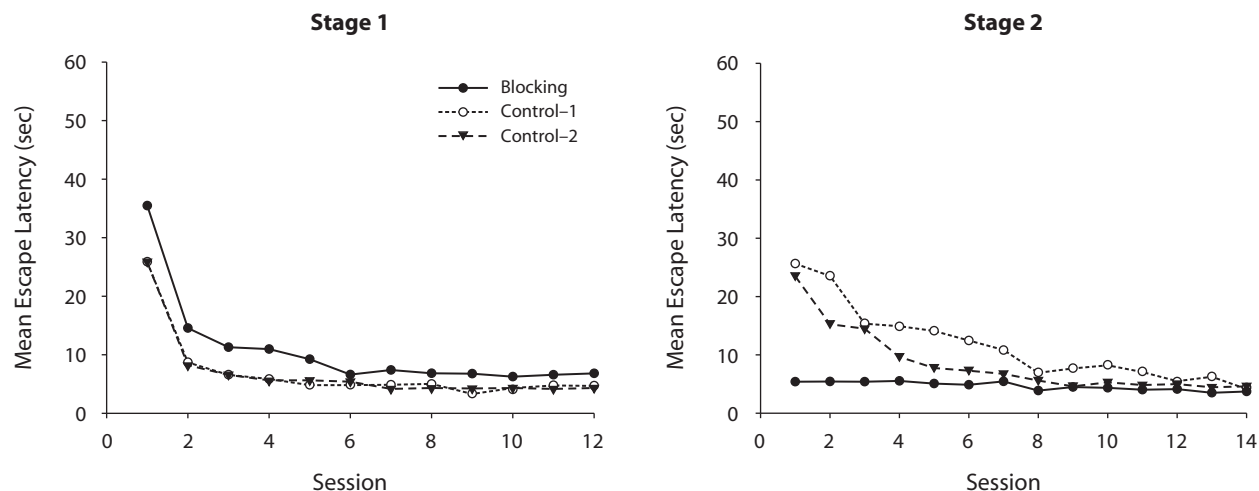 Stage 1
Mean Escape Latency (sec)
60
50
40
30
20
10
0
0 2 4 6 8 10 12
Session
Blocking
Control–1
Control–2
Stage 2
Mean Escape Latency (sec)
60
50
40
30
20
10
0
0 2 4 6 8 10 12 14
Session